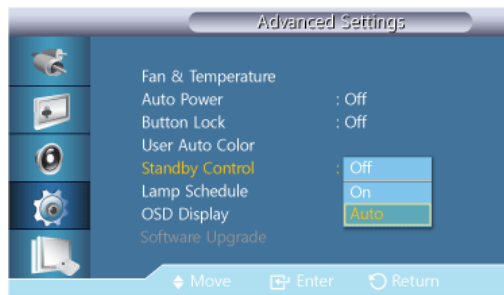 Advanced Settings
Fan & Temperature
Auto Power : Off
Button Lock : Off
User Auto Color
Standby Control : Off
Lamp Schedule On
OSD Display Auto
Software Upgrade
Move Enter Return